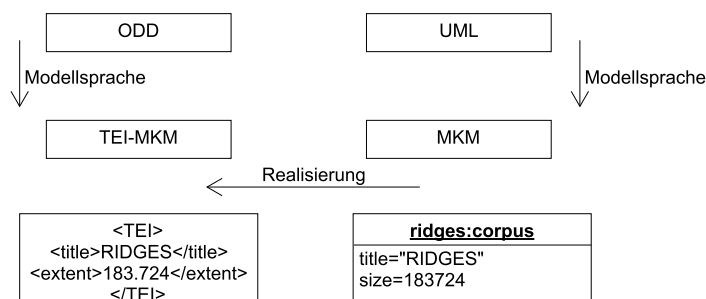 ODD
UML
Modellsprache
Modellsprache
TEI-MKM
MKM
Realisierung
<TEI>
<title>RIDGES</title>
<extent>183.724</extent>
</TEI>
ridges:corpus
title="RIDGES"
size=183724